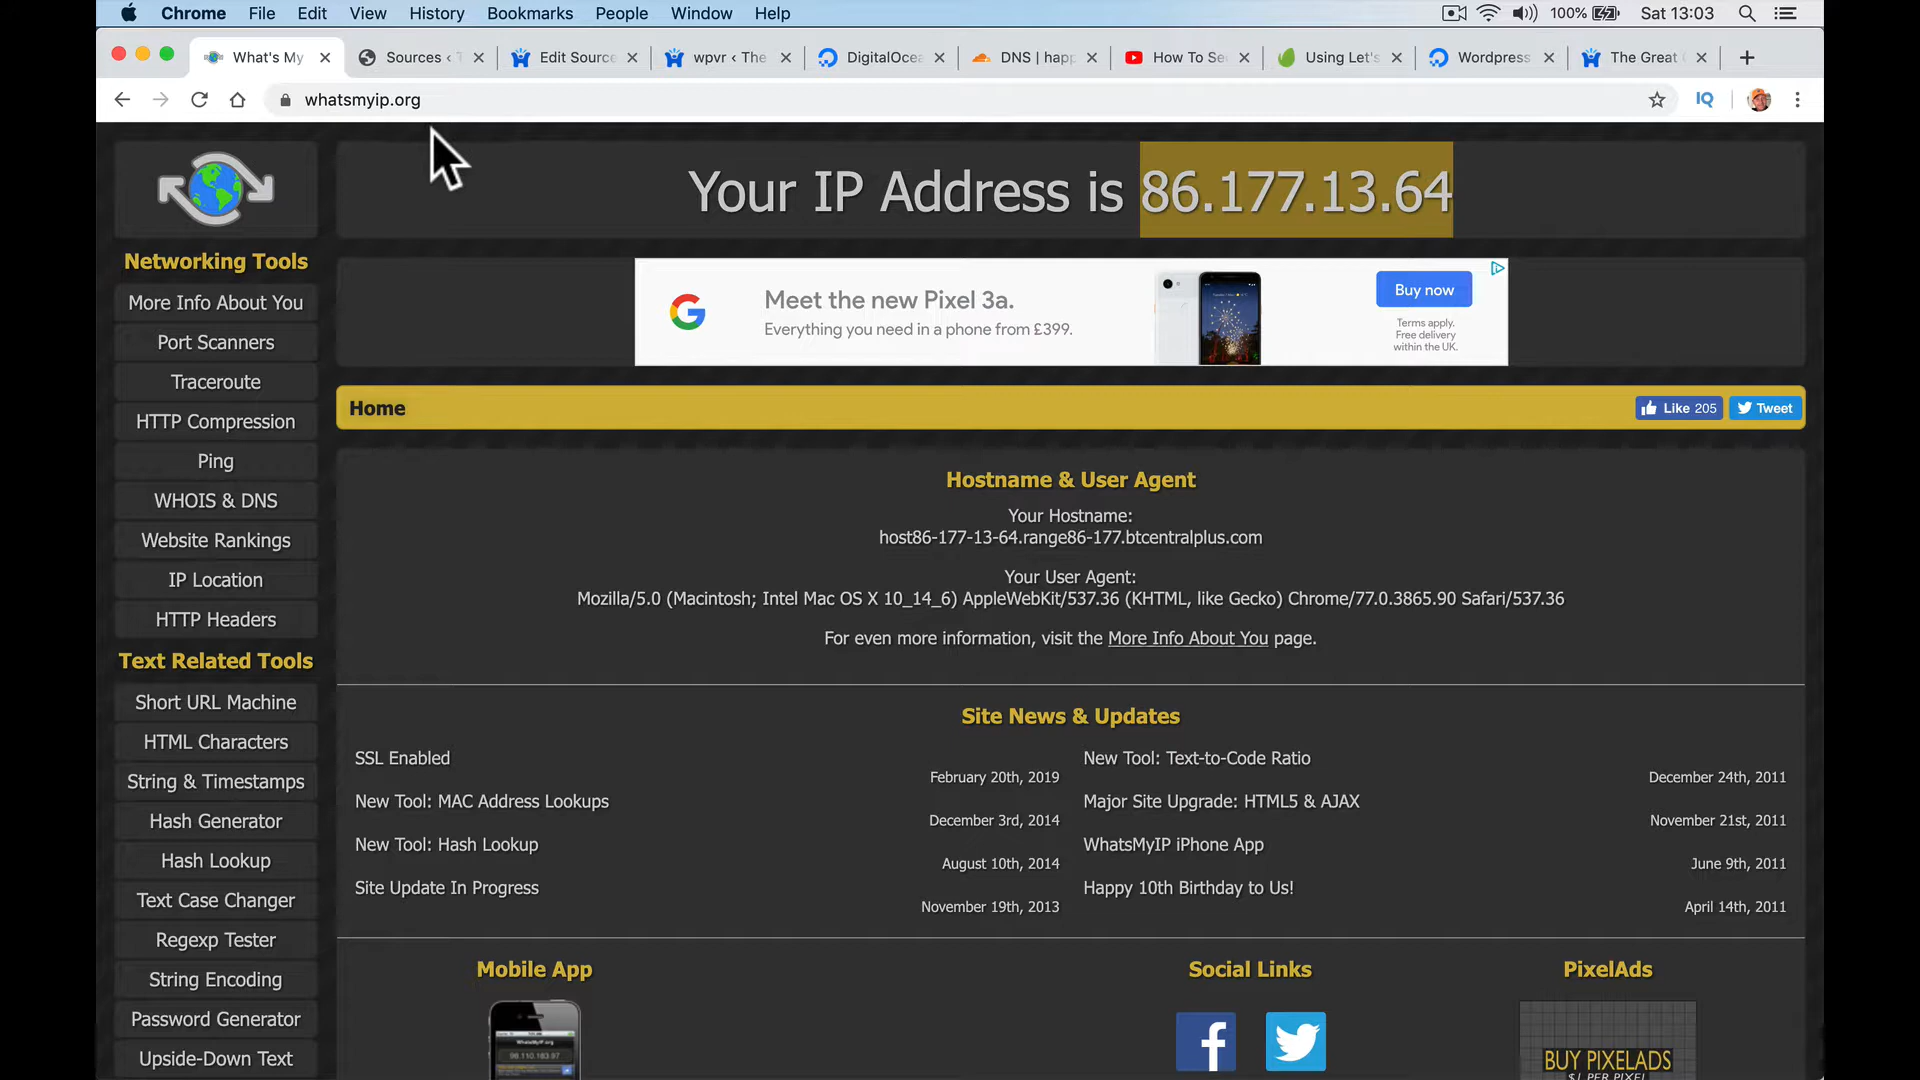 Chrome File Edit View History Bookmarks People Window Help 100% Sat 13:03
What's My Sources ‹ T Edit Source wpvr ‹ The DigitalOcea DNS | happ How To Se Using Let's Wordpress The Great
whatsmyip.org IQ
Your IP Address is 86.177.13.64
Meet the new Pixel 3a.
Everything you need in a phone from £399.
Buy now
Terms apply.
Free delivery
within the UK.
Networking Tools
More Info About You
Port Scanners
Traceroute
HTTP Compression
Ping
WHOIS & DNS
Website Rankings
IP Location
HTTP Headers
Text Related Tools
Short URL Machine
HTML Characters
String & Timestamps
Hash Generator
Hash Lookup
Text Case Changer
Regexp Tester
String Encoding
Password Generator
Upside-Down Text
Home Like 205 Tweet
Hostname & User Agent
Your Hostname:
host86-177-13-64.range86-177.btcentralplus.com
Your User Agent:
Mozilla/5.0 (Macintosh; Intel Mac OS X 10_14_6) AppleWebKit/537.36 (KHTML, like Gecko) Chrome/77.0.3865.90 Safari/537.36
For even more information, visit the More Info About You page.
Site News & Updates
SSL Enabled
February 20th, 2019
New Tool: MAC Address Lookups
December 3rd, 2014
New Tool: Hash Lookup
August 10th, 2014
Site Update In Progress
November 19th, 2013
New Tool: Text-to-Code Ratio
December 24th, 2011
Major Site Upgrade: HTML5 & AJAX
November 21st, 2011
WhatsMyIP iPhone App
June 9th, 2011
Happy 10th Birthday to Us!
April 14th, 2011
Mobile App
WhatsMyIP.org
98.110.183.97
Social Links
PixelAds
BUY PIXELADS
$1 PER PIXEL